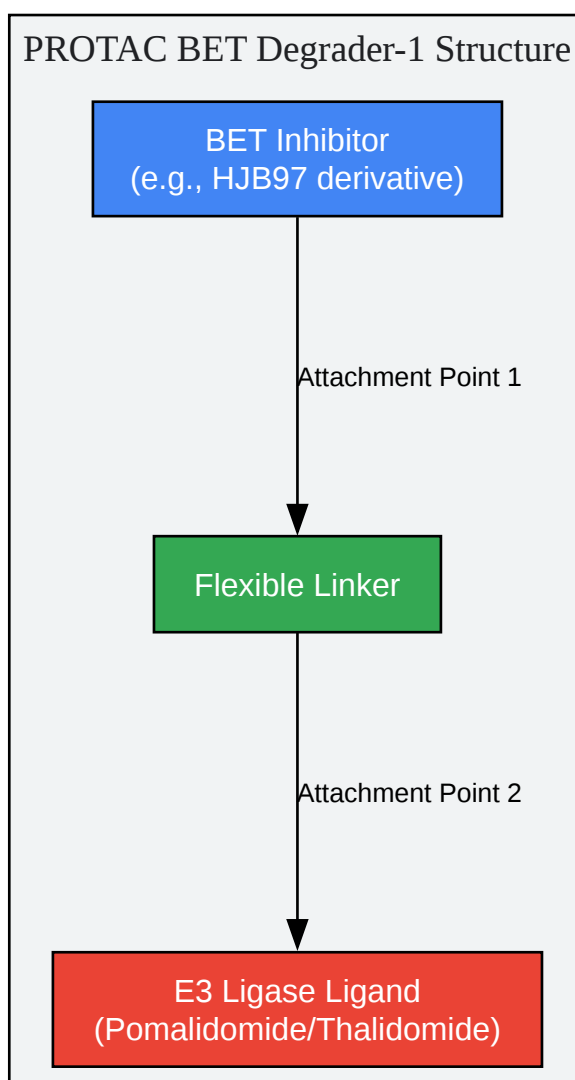 PROTAC BET Degrader-1 Structure
BET Inhibitor
(e.g., HJB97 derivative)
Attachment Point 1
Flexible Linker
Attachment Point 2
E3 Ligase Ligand
(Pomalidomide/Thalidomide)